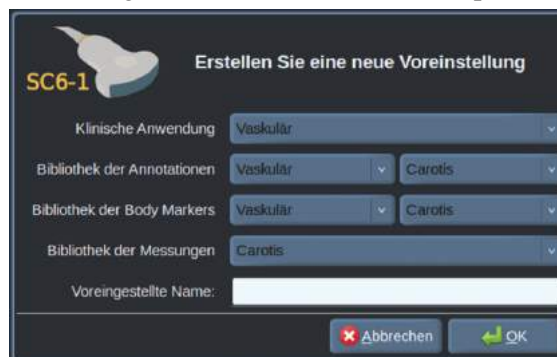 SC6-1
Erstellen Sie eine neue Voreinstellung
Klinische Anwendung Vaskulär
Bibliothek der Annotationen Vaskulär Carotis
Bibliothek der Body Markers Vaskulär Carotis
Bibliothek der Messungen Carotis
Voreingestellte Name:
Abbrechen OK